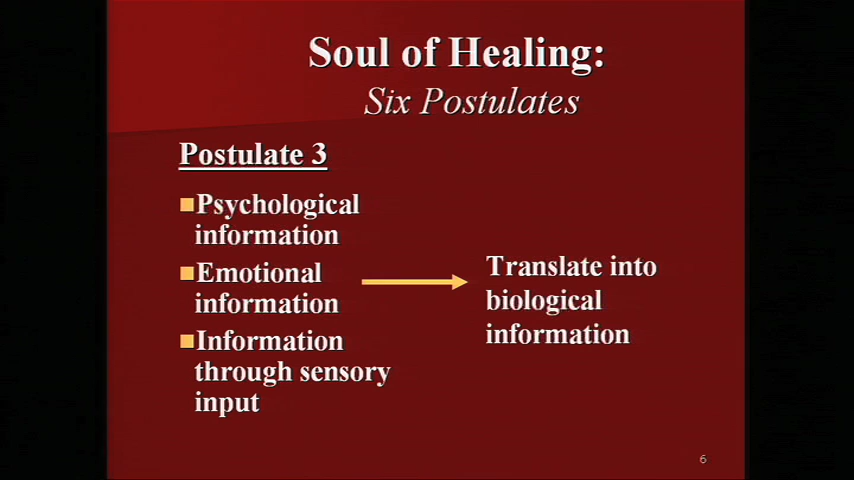 Soul of Healing:
Six Postulates
Postulate 3
Psychological
information
Emotional
information
Information
through sensory
input
Translate into
biological
information
6